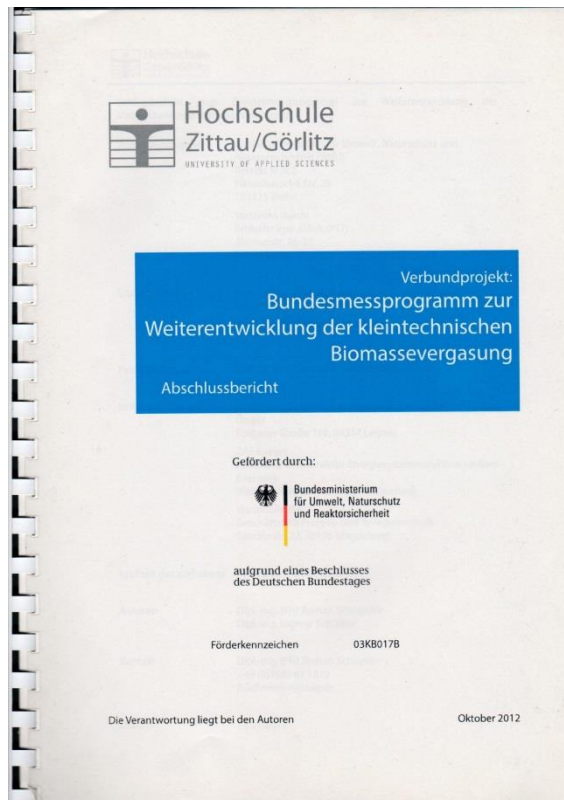 Hochschule
Zittau/Görlitz
UNIVERSITY OF APPLIED SCIENCES
Verbundprojekt:
Bundesmessprogramm zur
Weiterentwicklung der kleintechnischen
Biomassevergasung
Abschlussbericht
Gefördert durch:
Bundesministerium
für Umwelt, Naturschutz
und Reaktorsicherheit
aufgrund eines Beschlusses
des Deutschen Bundestages
Förderkennzeichen 03KB017B
Die Verantwortung liegt bei den Autoren Oktober 2012